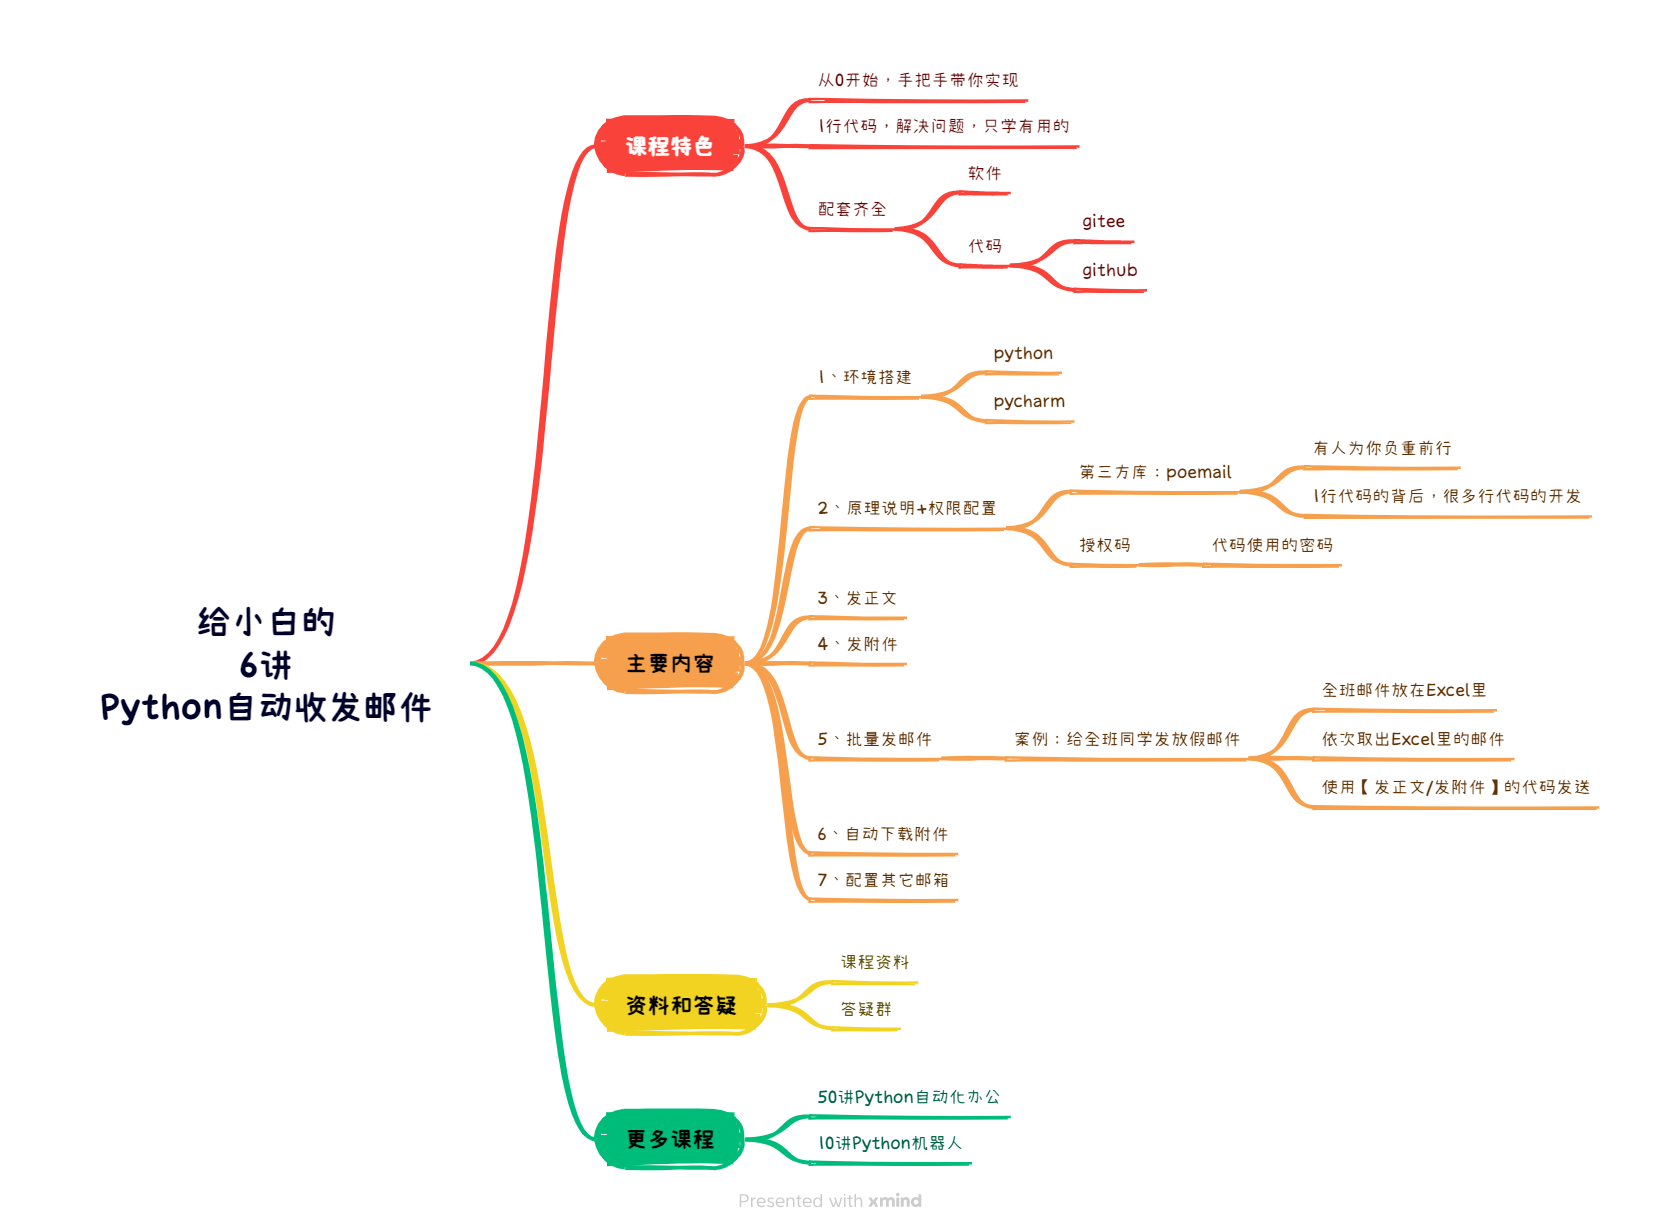 给小白的
6讲
Python自动收发邮件
课程特色
从0开始，手把手带你实现
1行代码，解决问题，只学有用的
配套齐全
软件
代码
gitee
github
主要内容
1、环境搭建
python
pycharm
2、原理说明+权限配置
第三方库：poemail
有人为你负重前行
1行代码的背后，很多行代码的开发
授权码
代码使用的密码
3、发正文
4、发附件
5、批量发邮件
案例：给全班同学发放假邮件
全班邮件放在Excel里
依次取出Excel里的邮件
使用【发正文/发附件】的代码发送
6、自动下载附件
7、配置其它邮箱
资料和答疑
课程资料
答疑群
更多课程
50讲Python自动化办公
10讲Python机器人
Presented with xmind